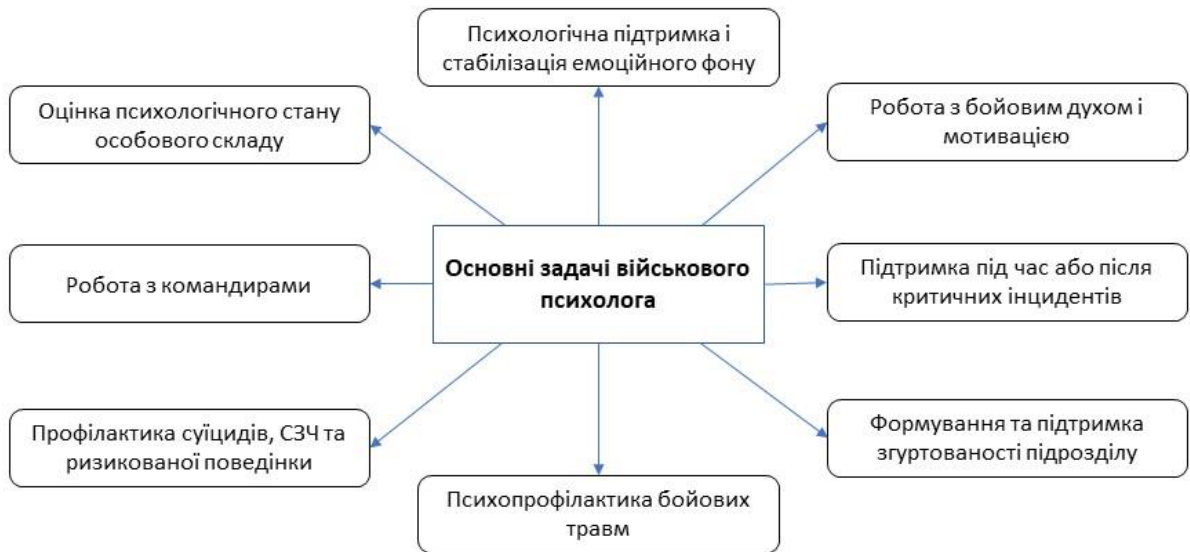 Психологічна підтримка і
стабілізація емоційного фону
Оцінка психологічного стану
особового складу
Робота з бойовим духом і
мотивацією
Основні задачі військового
психолога
Робота з командирами
Підтримка під час або після
критичних інцидентів
Профілактика суїцидів, СЗЧ та
ризикованої поведінки
Формування та підтримка
згуртованості підрозділу
Психопрофілактика бойових
травм